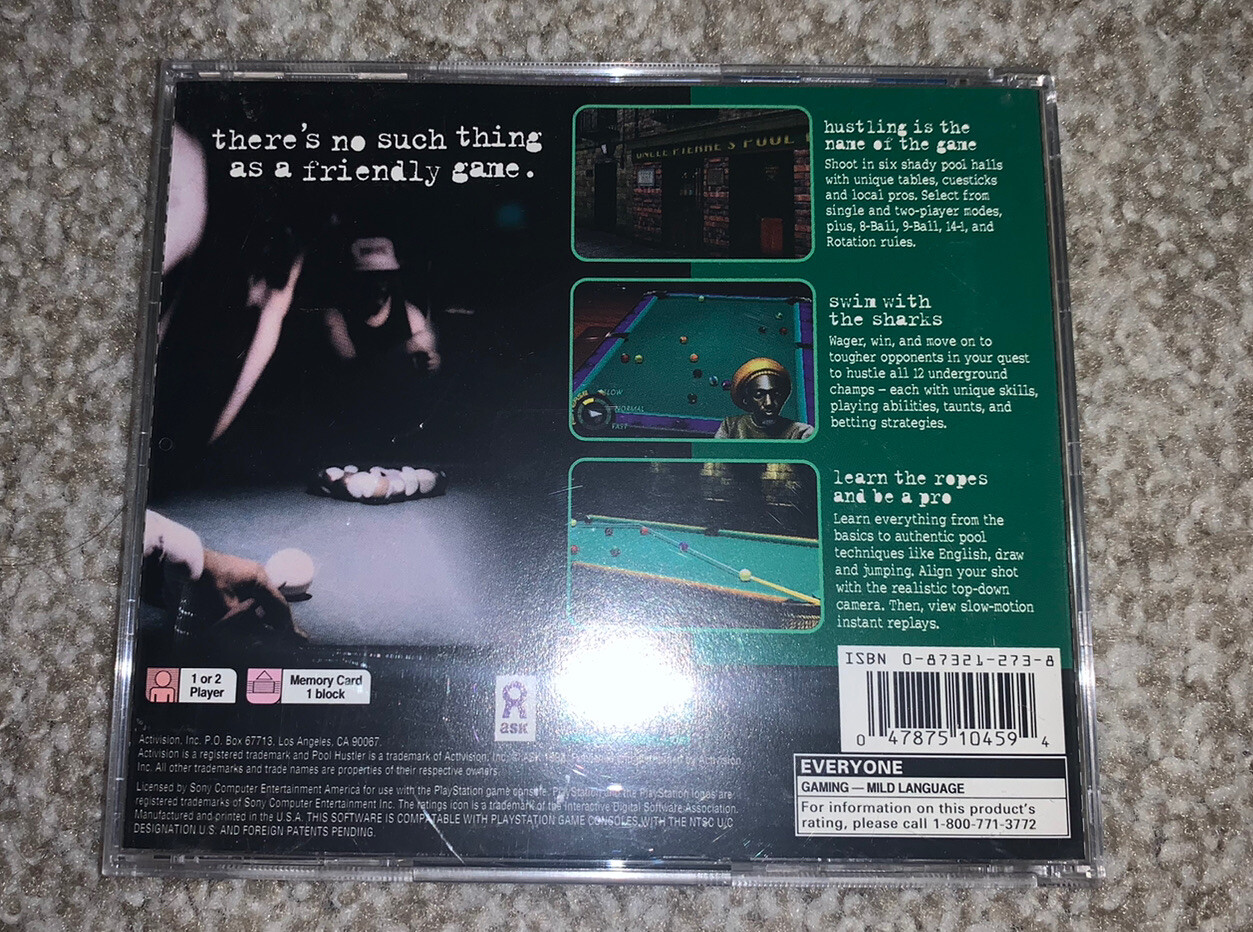 there's no such thing
as a friendly game.
UNCLE PIERRE'S POOL
hustling is the
name of the game
Shoot in six shady pool halls
with unique tables, cuesticks
and local pros. Select from
single and two-player modes,
plus, 8-Ball, 9-Ball, 14-1, and
Rotation rules.
SLOW
NORMAL
FAST
swim with
the sharks
Wager, win, and move on to
tougher opponents in your quest
to hustle all 12 underground
champs – each with unique skills,
playing abilities, taunts, and
betting strategies.
learn the ropes
and be a pro
Learn everything from the
basics to authentic pool
techniques like English, draw
and jumping. Align your shot
with the realistic top-down
camera. Then, view slow-motion
instant replays.
1 or 2
Player
Memory Card
1 block
ask
ISBN 0-87321-273-8
0 47875 10459 4
EVERYONE
GAMING — MILD LANGUAGE
For information on this product's
rating, please call 1-800-771-3772
Activision, Inc. P.O. Box 67713, Los Angeles, CA 90067.
Activision is a registered trademark and Pool Hustler is a trademark of Activision, Inc. © ASK by Activision
Inc. All other trademarks and trade names are properties of their respective owners.
Licensed by Sony Computer Entertainment America for use with the PlayStation game console. PlayStation and the PlayStation logos are
registered trademarks of Sony Computer Entertainment Inc. The ratings icon is a trademark of the Interactive Digital Software Association.
Manufactured and printed in the U.S.A. THIS SOFTWARE IS COMPATABLE WITH PLAYSTATION GAME CONSOLES WITH THE NTSC U/C
DESIGNATION U.S. AND FOREIGN PATENTS PENDING.